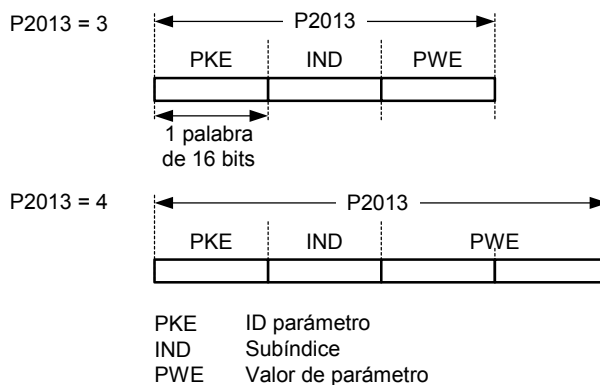 P2013 = 3
P2013
PKE IND PWE
1 palabra
de 16 bits
P2013 = 4
P2013
PKE IND PWE
PKE ID parámetro
IND Subíndice
PWE Valor de parámetro